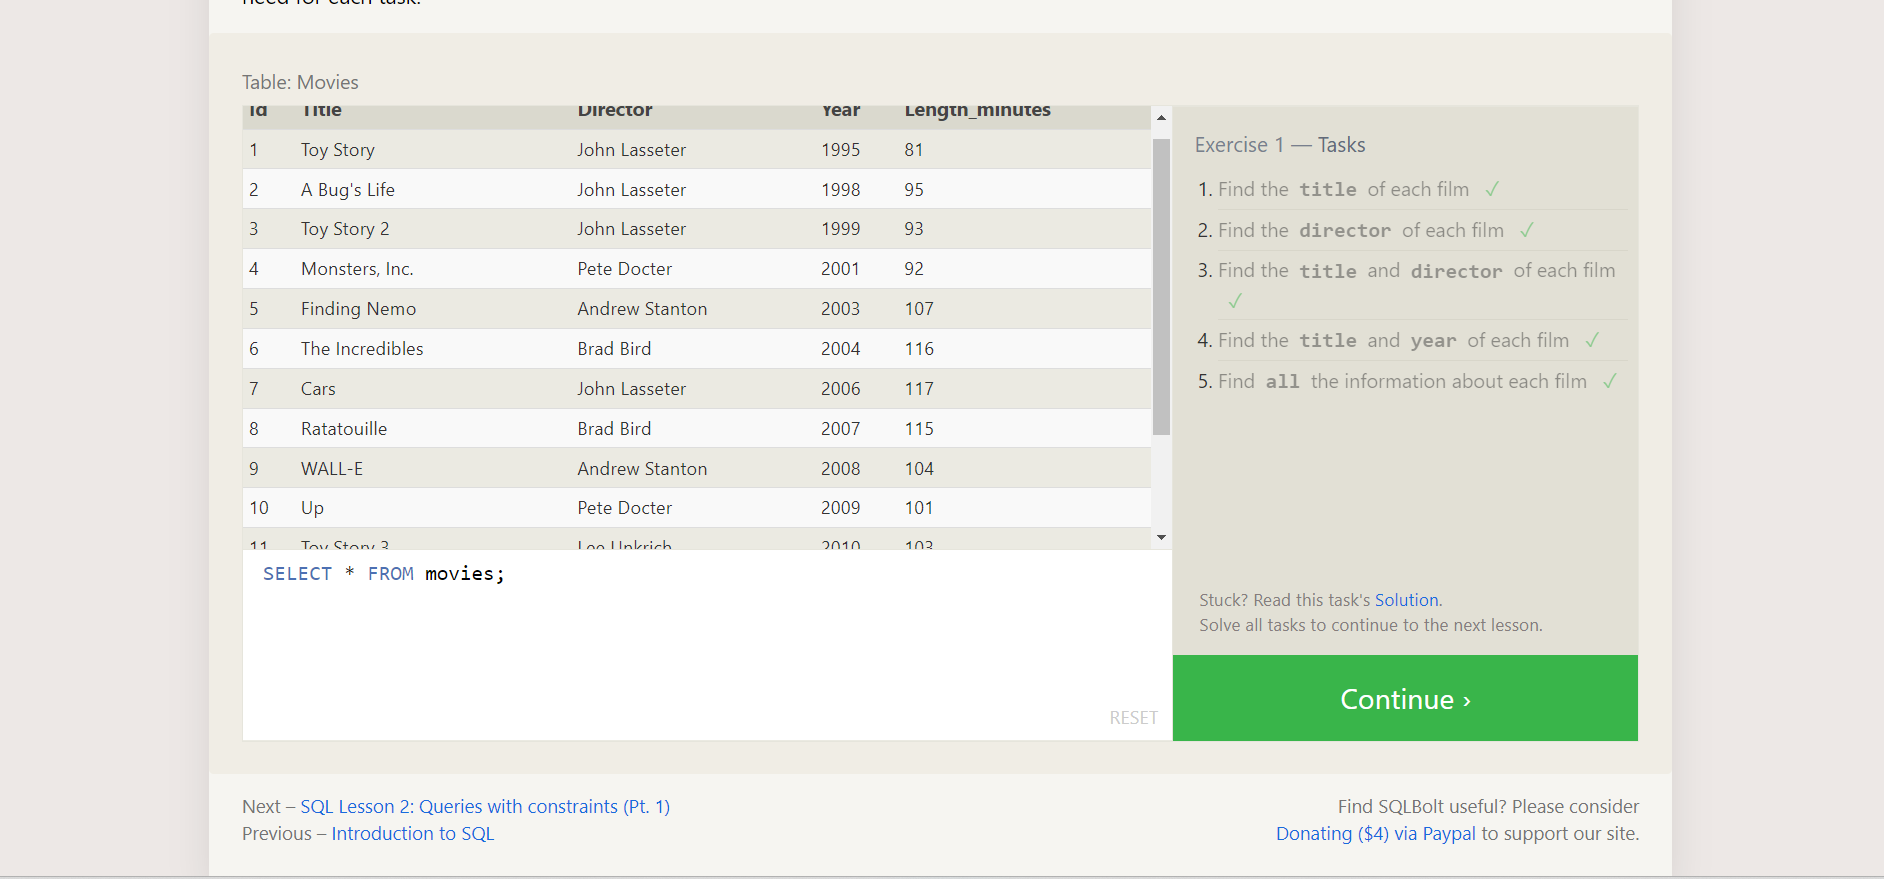 need for each task.
Table: Movies
Id Title Director Year Length_minutes
1 Toy Story John Lasseter 1995 81
2 A Bug's Life John Lasseter 1998 95
3 Toy Story 2 John Lasseter 1999 93
4 Monsters, Inc. Pete Docter 2001 92
5 Finding Nemo Andrew Stanton 2003 107
6 The Incredibles Brad Bird 2004 116
7 Cars John Lasseter 2006 117
8 Ratatouille Brad Bird 2007 115
9 WALL-E Andrew Stanton 2008 104
10 Up Pete Docter 2009 101
11 Toy Story 3 Lee Unkrich 2010 103
SELECT * FROM movies;
RESET
Exercise 1 — Tasks
1. Find the title of each film ✓
2. Find the director of each film ✓
3. Find the title and director of each film
✓
4. Find the title and year of each film ✓
5. Find all the information about each film ✓
Stuck? Read this task's Solution.
Solve all tasks to continue to the next lesson.
Continue ›
Next – SQL Lesson 2: Queries with constraints (Pt. 1)
Previous – Introduction to SQL
Find SQLBolt useful? Please consider
Donating ($4) via Paypal to support our site.